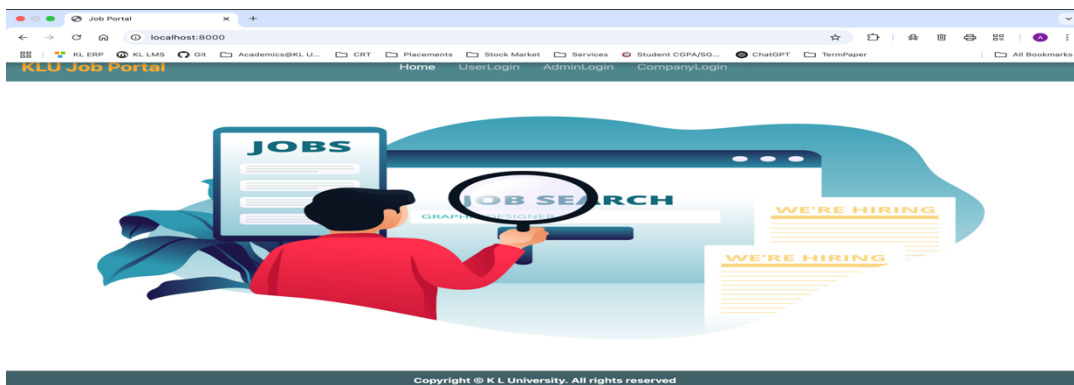 Job Portal
localhost:8000
KL ERP KL LMS Git Academics@KL U... CRT Placements Stock Market Services Student CGPA/SG... ChatGPT TermPaper All Bookmarks
KLU Job Portal Home UserLogin AdminLogin CompanyLogin
JOBS
JOB SEARCH
GRAPHIC DESIGNER
WE'RE HIRING
WE'RE HIRING
Copyright © K L University. All rights reserved